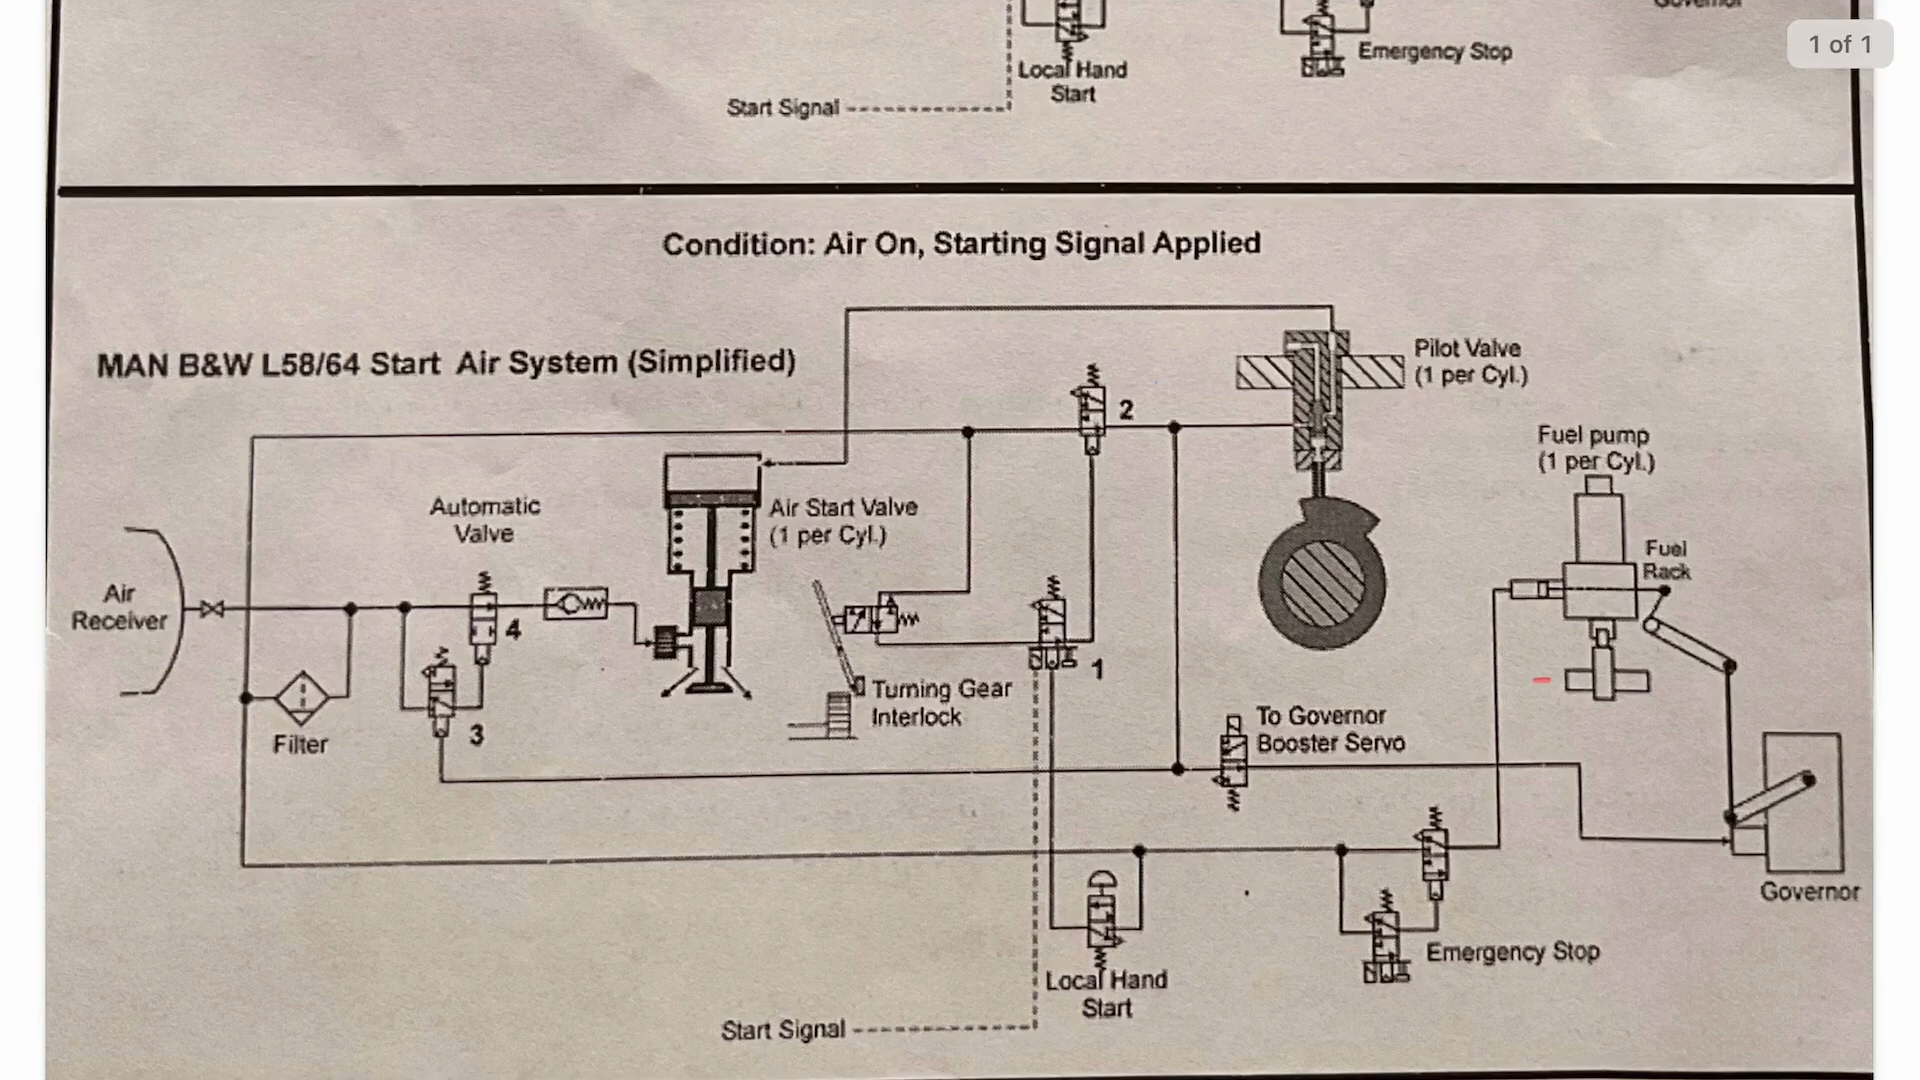 1 of 1
Emergency Stop
Local Hand
Start
Start Signal
Condition: Air On, Starting Signal Applied
MAN B&W L58/64 Start Air System (Simplified)
Pilot Valve
(1 per Cyl.)
2
Fuel pump
(1 per Cyl.)
Automatic
Valve
Air Start Valve
(1 per Cyl.)
Fuel
Rack
Air
Receiver
4
1
Turning Gear
Interlock
3
Filter
To Governor
Booster Servo
Governor
Emergency Stop
Local Hand
Start
Start Signal